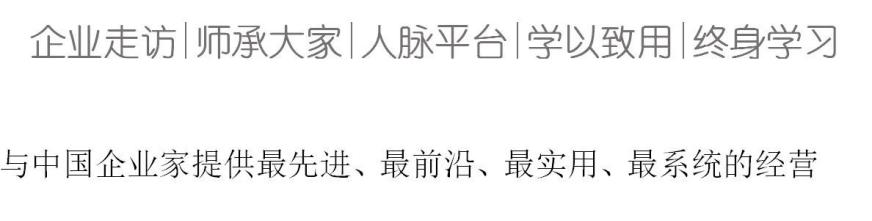 企业走访|师承大家|人脉平台|学以致用|终身学习
与中国企业家提供最先进、最前沿、最实用、最系统的经营